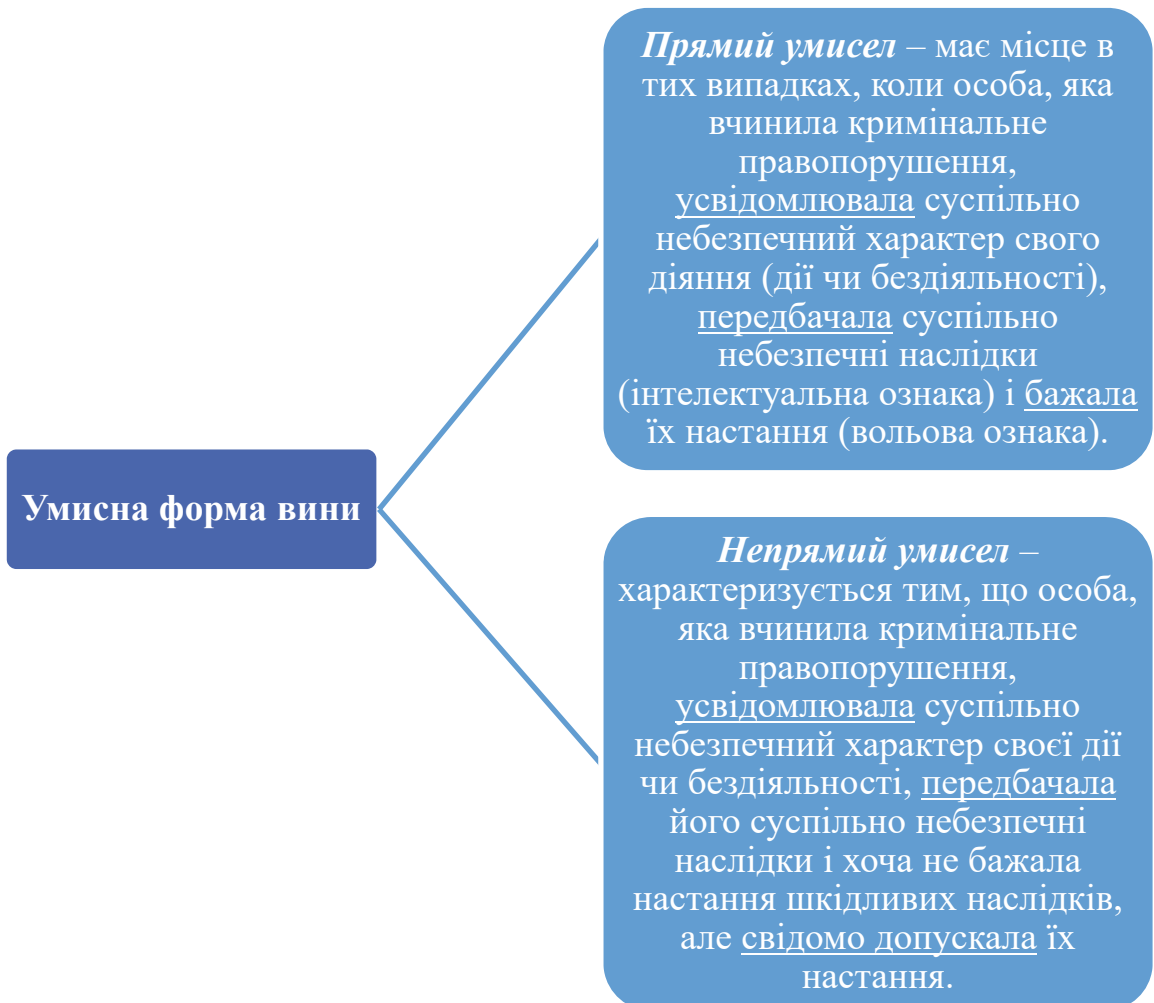 Прямий умисел – має місце в
тих випадках, коли особа, яка
вчинила кримінальне
правопорушення,
усвідомлювала суспільно
небезпечний характер свого
діяння (дії чи бездіяльності),
передбачала суспільно
небезпечні наслідки
(інтелектуальна ознака) і бажала
їх настання (вольова ознака).
Умисна форма вини
Непрямий умисел –
характеризується тим, що особа,
яка вчинила кримінальне
правопорушення,
усвідомлювала суспільно
небезпечний характер своєї дії
чи бездіяльності, передбачала
його суспільно небезпечні
наслідки і хоча не бажала
настання шкідливих наслідків,
але свідомо допускала їх
настання.